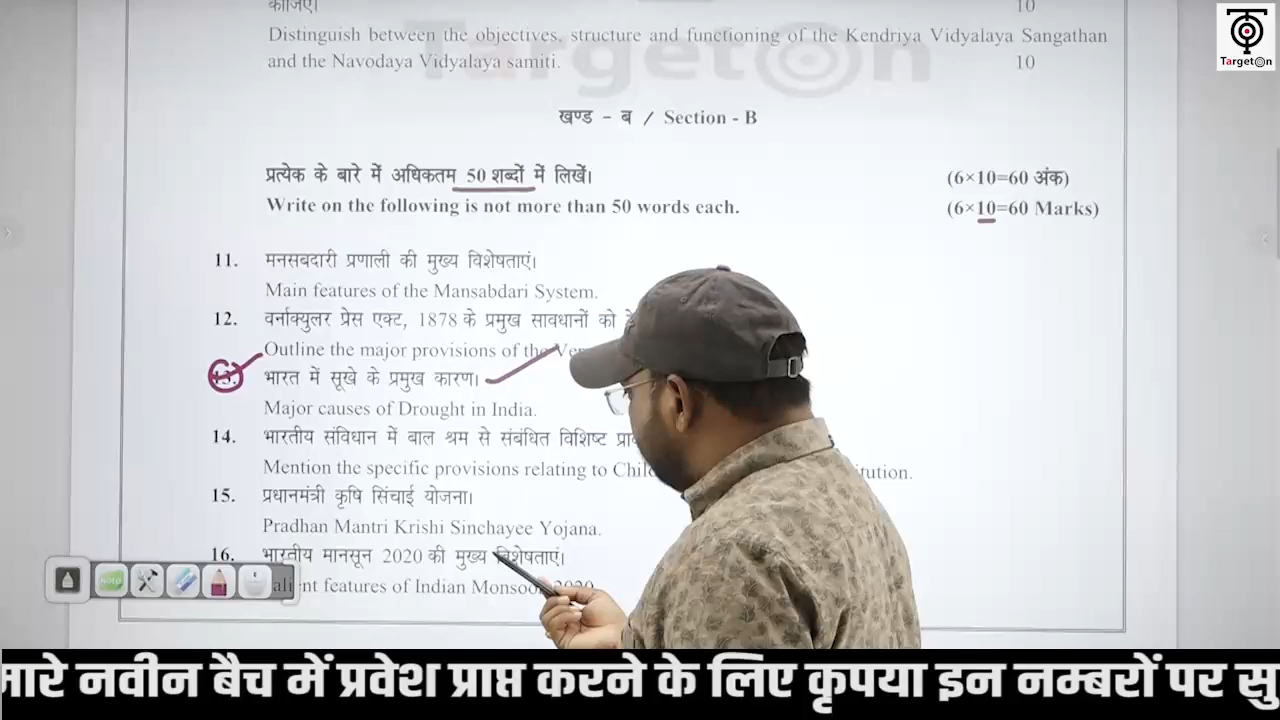 10
Distinguish between the objectives, structure and functioning of the Kendriya Vidyalaya Sangathan
and the Navodaya Vidyalaya samiti. 10
TargetOn
TargetOn
खण्ड - ब / Section - B
प्रत्येक के बारे में अधिकतम 50 शब्दों में लिखें। (6×10=60 अंक)
Write on the following is not more than 50 words each. (6×10=60 Marks)
11. मनसबदारी प्रणाली की मुख्य विशेषताएं।
Main features of the Mansabdari System.
12. वर्नाक्युलर प्रेस एक्ट, 1878 के प्रमुख सावधानों को
Outline the major provisions of the
13. भारत में सूखे के प्रमुख कारण।
Major causes of Drought in India.
14. भारतीय संविधान में बाल श्रम से संबंधित विशिष्ट
Mention the specific provisions relating to
15. प्रधानमंत्री कृषि सिंचाई योजना।
Pradhan Mantri Krishi Sinchayee Yojana.
16. भारतीय मानसून 2020 की मुख्य विशेषताएं।
features of Indian Monsoon 2020
नवीन बैच में प्रवेश प्राप्त करने के लिए कृपया इन नम्बरों पर